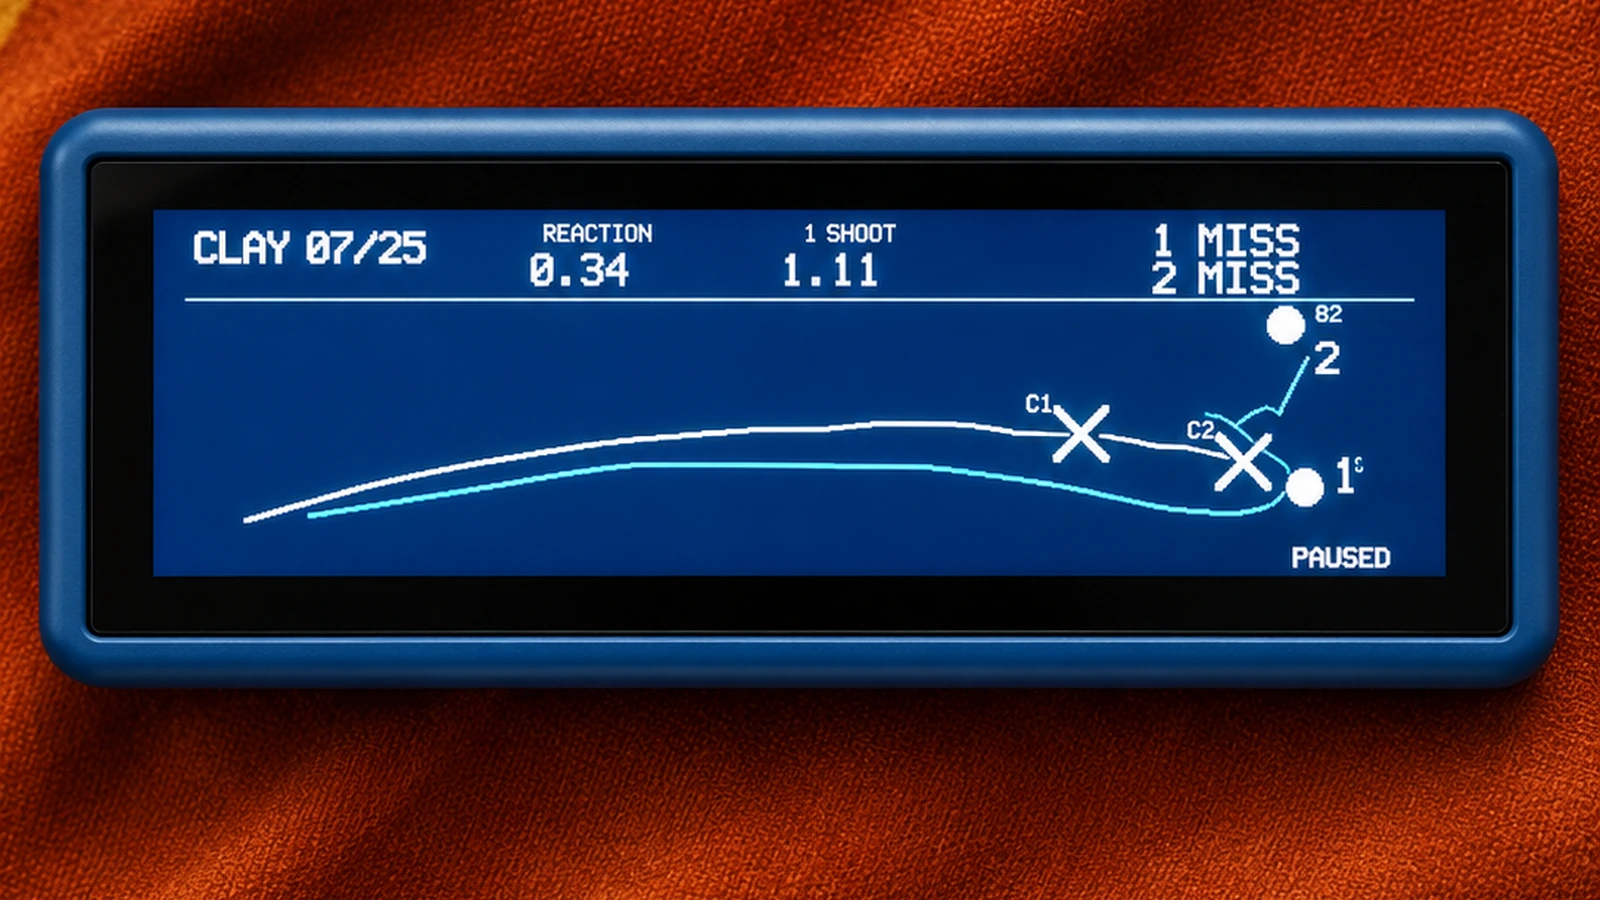 CLAY 07/25
REACTION
0.34
1 SHOOT
1.11
1 MISS
2 MISS
82
2
C1
C2
1
PAUSED